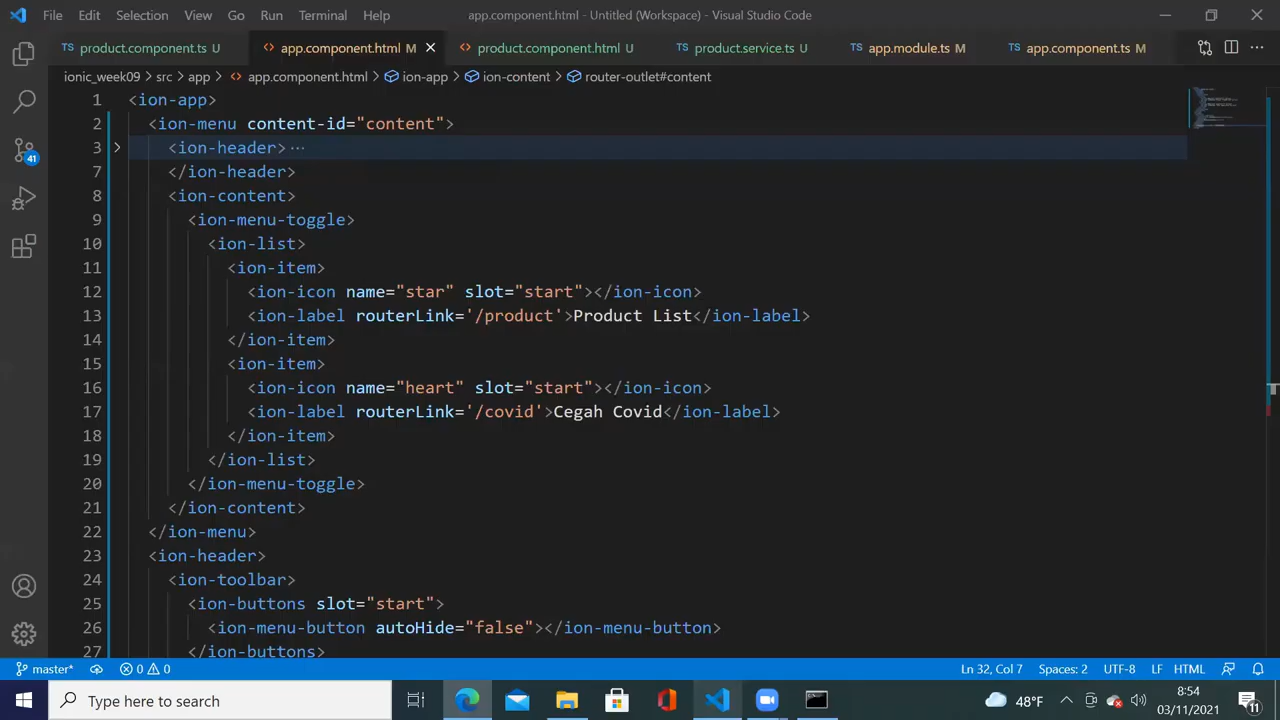 File Edit Selection View Go Run Terminal Help app.component.html - Untitled (Workspace) - Visual Studio Code
TS product.component.ts U <> app.component.html M <> product.component.html U TS product.service.ts U TS app.module.ts M TS app.component.ts M
ionic_week09 > src > app > <> app.component.html > ion-app > ion-content > router-outlet#content
1 <ion-app>
2 <ion-menu content-id="content">
3 <ion-header> ···
7 </ion-header>
8 <ion-content>
9 <ion-menu-toggle>
10 <ion-list>
11 <ion-item>
12 <ion-icon name="star" slot="start"></ion-icon>
13 <ion-label routerLink='/product'>Product List</ion-label>
14 </ion-item>
15 <ion-item>
16 <ion-icon name="heart" slot="start"></ion-icon>
17 <ion-label routerLink='/covid'>Cegah Covid</ion-label>
18 </ion-item>
19 </ion-list>
20 </ion-menu-toggle>
21 </ion-content>
22 </ion-menu>
23 <ion-header>
24 <ion-toolbar>
25 <ion-buttons slot="start">
26 <ion-menu-button autoHide="false"></ion-menu-button>
27 </ion-buttons>
41
master* 0 0 Ln 32, Col 7 Spaces: 2 UTF-8 LF HTML
Type here to search 48°F 8:54
03/11/2021 11